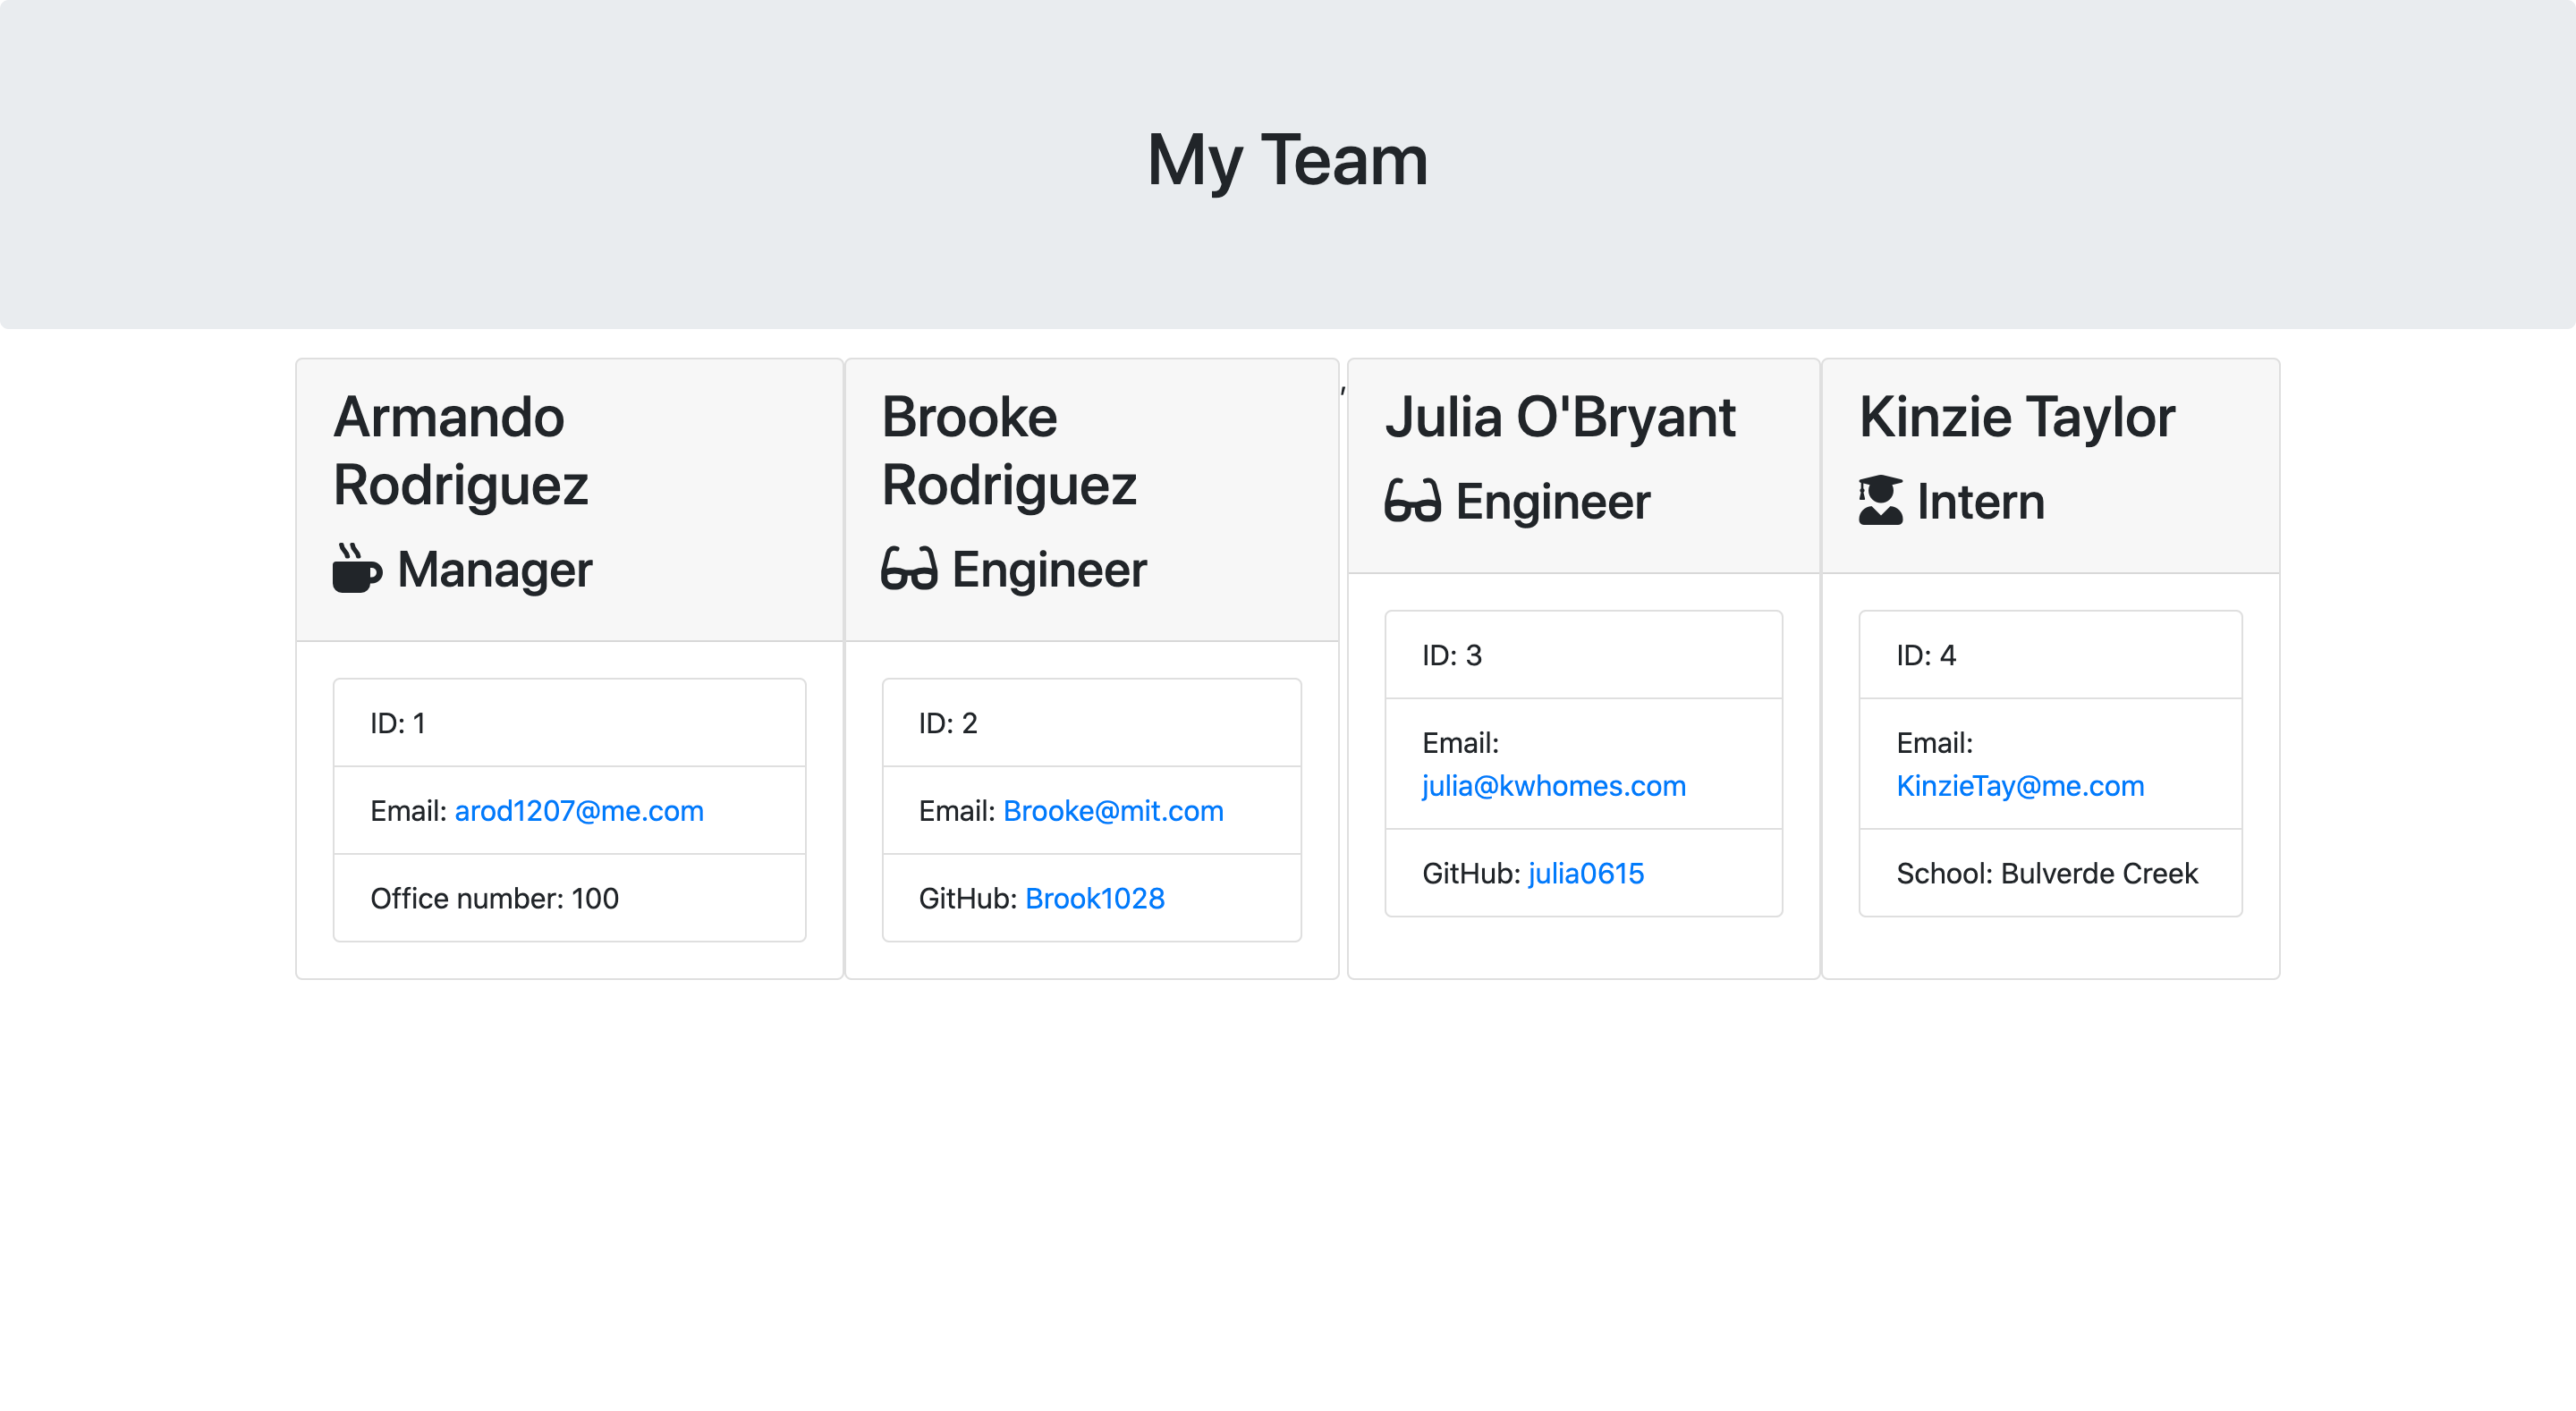 My Team
Armando
Rodriguez
Manager
ID: 1
Email: arod1207@me.com
Office number: 100
Brooke
Rodriguez
Engineer
ID: 2
Email: Brooke@mit.com
GitHub: Brook1028
,
Julia O'Bryant
Engineer
ID: 3
Email:
julia@kwhomes.com
GitHub: julia0615
Kinzie Taylor
Intern
ID: 4
Email:
KinzieTay@me.com
School: Bulverde Creek